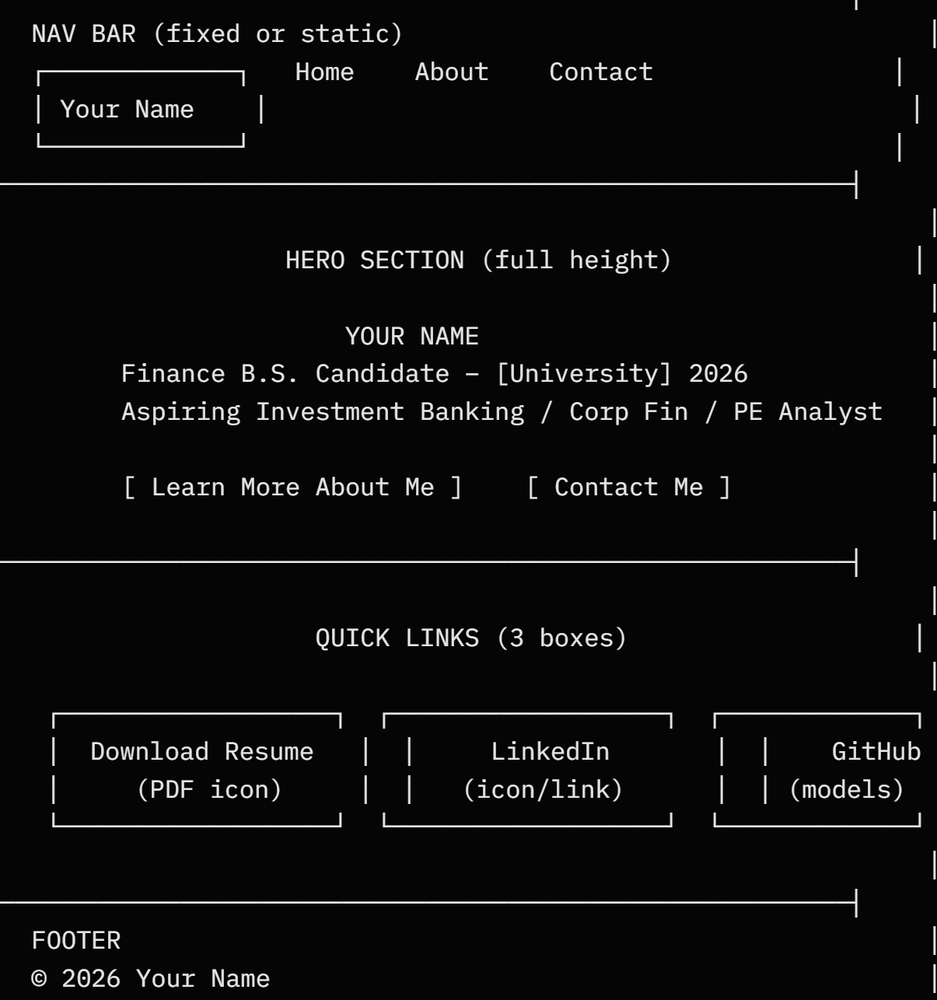 NAV BAR (fixed or static)
Home About Contact
Your Name
HERO SECTION (full height)
YOUR NAME
Finance B.S. Candidate – [University] 2026
Aspiring Investment Banking / Corp Fin / PE Analyst
[ Learn More About Me ] [ Contact Me ]
QUICK LINKS (3 boxes)
Download Resume LinkedIn GitHub
(PDF icon) (icon/link) (models)
FOOTER
© 2026 Your Name